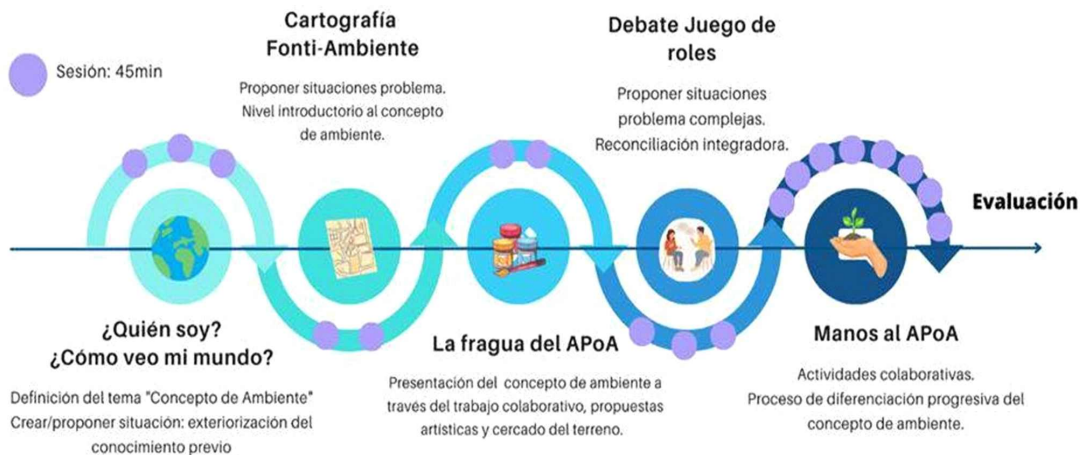 Sesión: 45min
Cartografía
Fonti-Ambiente
Proponer situaciones problema.
Nivel introductorio al concepto
de ambiente.
Debate Juego de
roles
Proponer situaciones
problema complejas.
Reconciliación integradora.
Evaluación
¿Quién soy?
¿Cómo veo mi mundo?
Definición del tema "Concepto de Ambiente"
Crear/proponer situación: exteriorización del
conocimiento previo
La fragua del APoA
Presentación del concepto de ambiente a
través del trabajo colaborativo, propuestas
artísticas y cercado del terreno.
Manos al APoA
Actividades colaborativas.
Proceso de diferenciación progresiva del
concepto de ambiente.